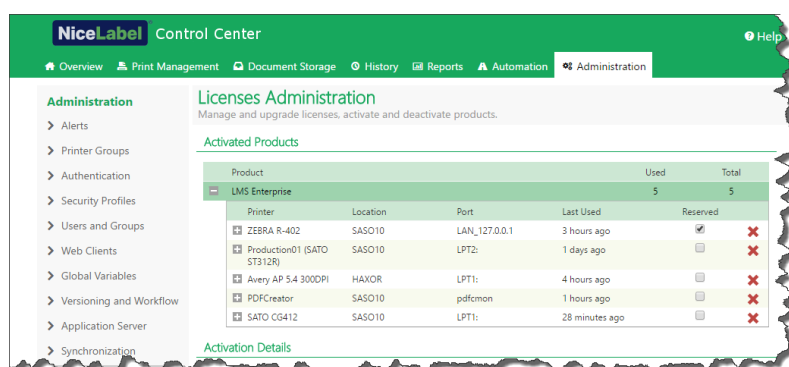 NiceLabel Control Center
Help
Overview Print Management Document Storage History Reports Automation Administration
Administration
Alerts
Printer Groups
Authentication
Security Profiles
Users and Groups
Web Clients
Global Variables
Versioning and Workflow
Application Server
Synchronization
Licenses Administration
Manage and upgrade licenses, activate and deactivate products.
Activated Products
Product Used Total
LMS Enterprise 5 5
Printer Location Port Last Used Reserved
ZEBRA R-402 SASO10 LAN_127.0.0.1 3 hours ago
Production01 (SATO SASO10 LPT2: 1 days ago
ST312R)
Avery AP 5.4 300DPI HAXOR LPT1: 4 hours ago
PDFCreator SASO10 pdfcmon 1 hours ago
SATO CG412 SASO10 LPT1: 28 minutes ago
Activation Details